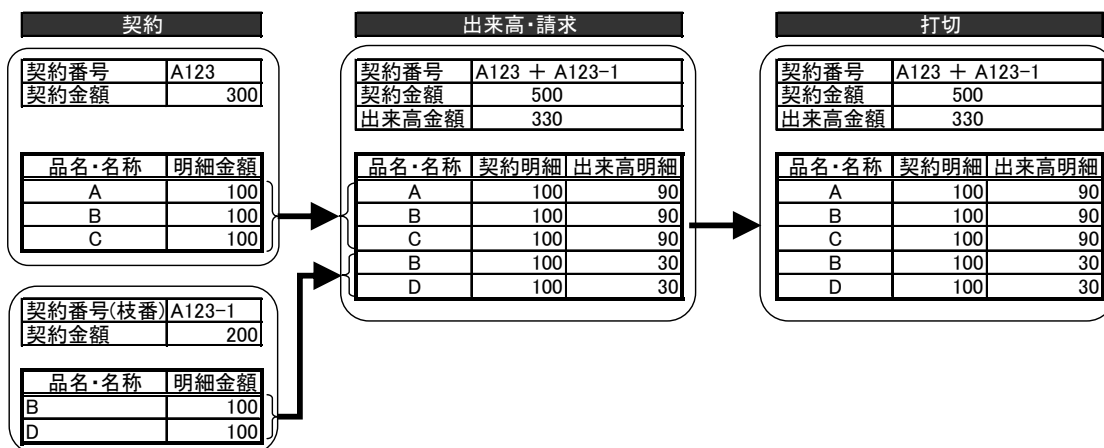 契約
契約番号 A123
契約金額 300
品名・名称 明細金額
A 100
B 100
C 100
契約番号(枝番) A123-1
契約金額 200
品名・名称 明細金額
B 100
D 100
出来高・請求
契約番号 A123 + A123-1
契約金額 500
出来高金額 330
品名・名称 契約明細 出来高明細
A 100 90
B 100 90
C 100 90
B 100 30
D 100 30
打切
契約番号 A123 + A123-1
契約金額 500
出来高金額 330
品名・名称 契約明細 出来高明細
A 100 90
B 100 90
C 100 90
B 100 30
D 100 30